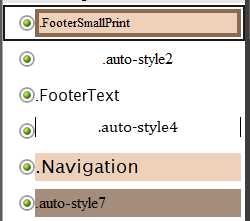 .FooterSmallPrint
.auto-style2
.FooterText
.auto-style4
.Navigation
.auto-style7